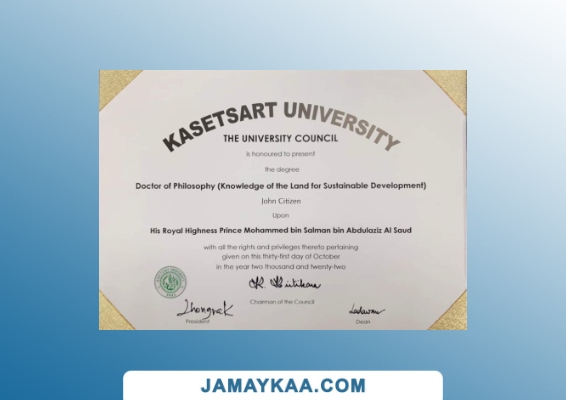 KASETSART UNIVERSITY
THE UNIVERSITY COUNCIL
is honoured to present
the degree
Doctor of Philosophy (Knowledge of the Land for Sustainable Development)
John Citizen
Upon
His Royal Highness Prince Mohammed bin Salman bin Abdulaziz Al Saud
with all the rights and privileges thereto pertaining
given on this thirty-first day of October
in the year two thousand and twenty-two
Chairman of the Council
President
Dean
JAMAYKAA.COM